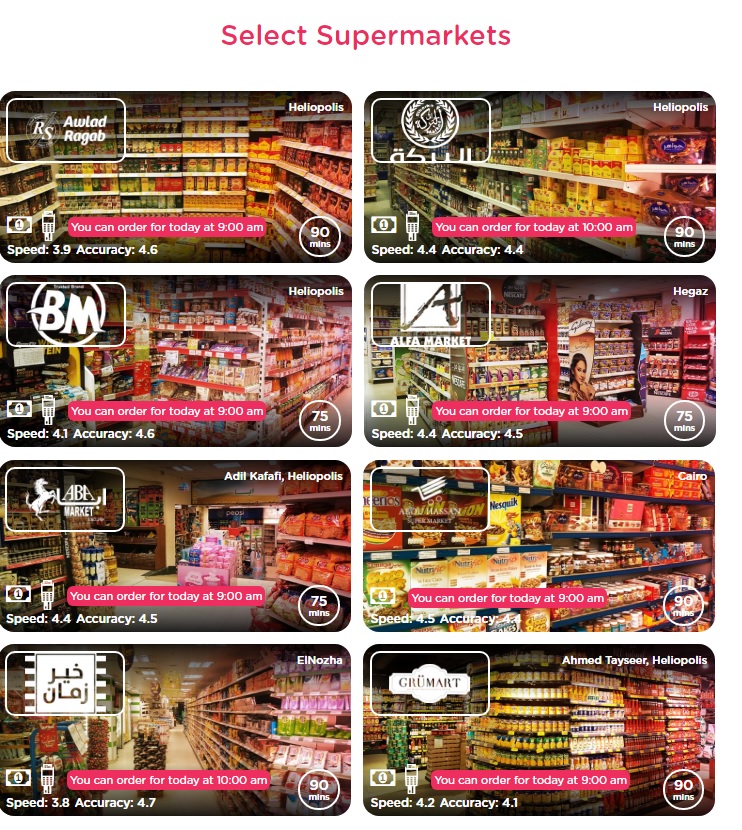 Select Supermarkets
RS
Awlad
Ragab
Heliopolis
You can order for today at 9:00 am
90
mins
Speed: 3.9 Accuracy: 4.6
البركة
Heliopolis
You can order for today at 10:00 am
90
mins
Speed: 4.4 Accuracy: 4.4
Trusted Brand
BM
Heliopolis
You can order for today at 9:00 am
75
mins
Speed: 4.1 Accuracy: 4.6
A
ALFA MARKET
NESCAFÉ
Hegaz
You can order for today at 9:00 am
75
mins
Speed: 4.4 Accuracy: 4.5
LABA
MARKET
Adil Kafafi, Heliopolis
pepsi
You can order for today at 9:00 am
75
mins
Speed: 4.4 Accuracy: 4.5
ABOU HASSAN
SUPER MARKET
Cairo
Nesquik
You can order for today at 9:00 am
90
mins
Speed: 4.5 Accuracy: 4.4
خير
زمان
ElNozha
You can order for today at 10:00 am
90
mins
Speed: 3.8 Accuracy: 4.7
GRÜMART
Ahmed Tayseer, Heliopolis
You can order for today at 9:00 am
90
mins
Speed: 4.2 Accuracy: 4.1